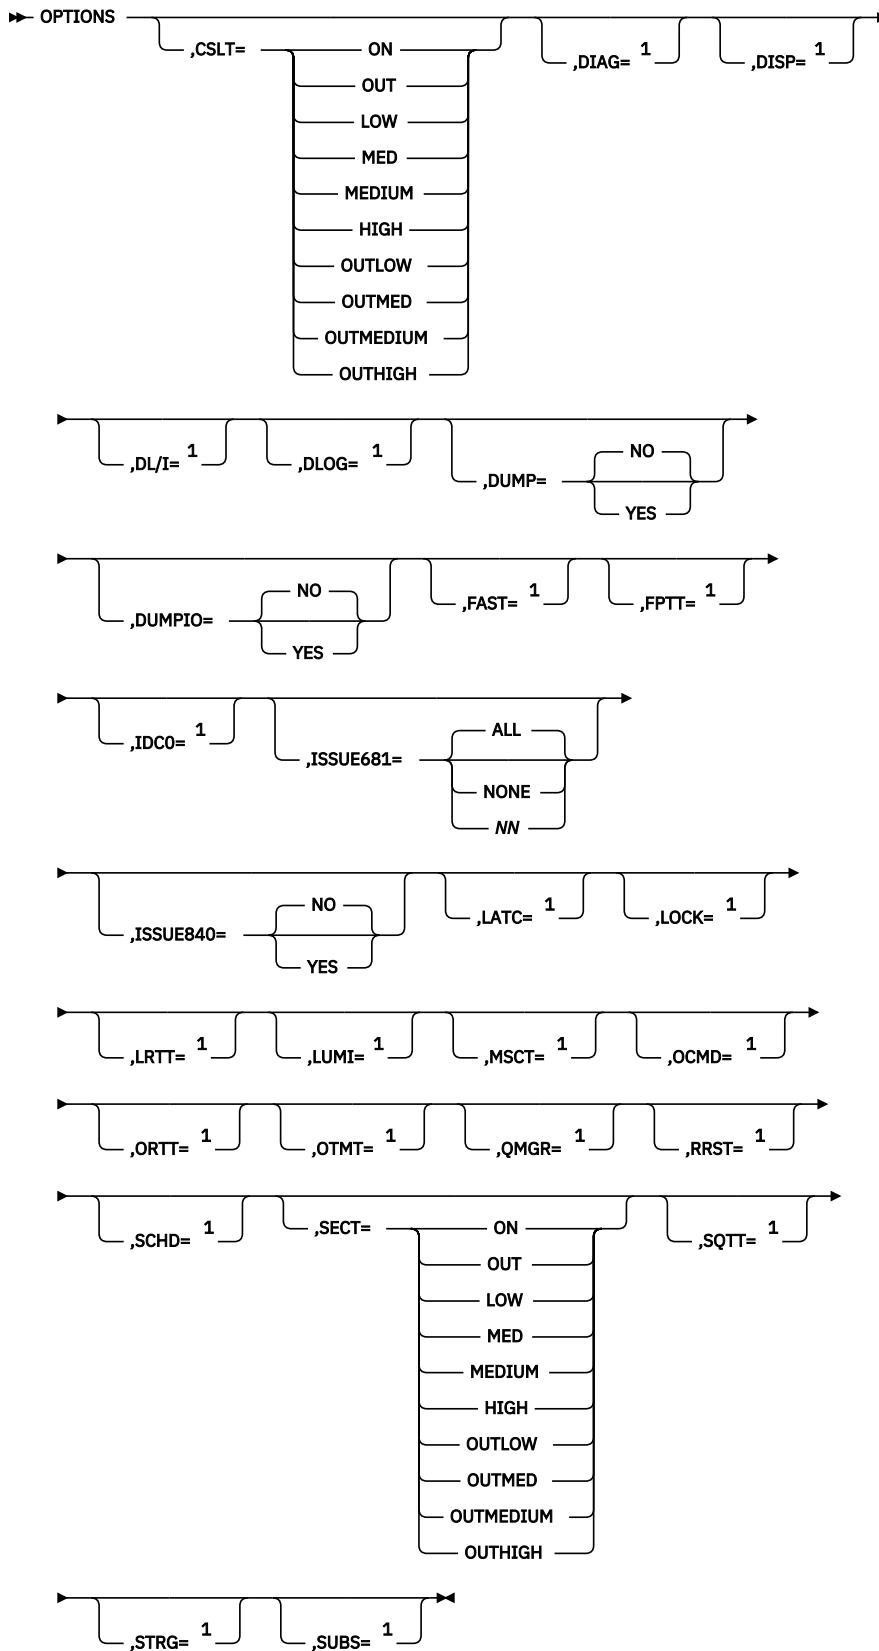 OPTIONS
,CSLT=
ON
OUT
LOW
MED
MEDIUM
HIGH
OUTLOW
OUTMED
OUTMEDIUM
OUTHIGH
,DIAG= 1
,DISP= 1
,DL/I= 1
,DLOG= 1
,DUMP=
NO
YES
,DUMPIO=
NO
YES
,FAST= 1
,FPTT= 1
,IDC0= 1
,ISSUE681=
ALL
NONE
NN
,ISSUE840=
NO
YES
,LATC= 1
,LOCK= 1
,LRTT= 1
,LUMI= 1
,MSCT= 1
,OCMD= 1
,ORTT= 1
,OTMT= 1
,QMGR= 1
,RRST= 1
,SCHD= 1
,SECT=
ON
OUT
LOW
MED
MEDIUM
HIGH
OUTLOW
OUTMED
OUTMEDIUM
OUTHIGH
,SQTT= 1
,STRG= 1
,SUBS= 1